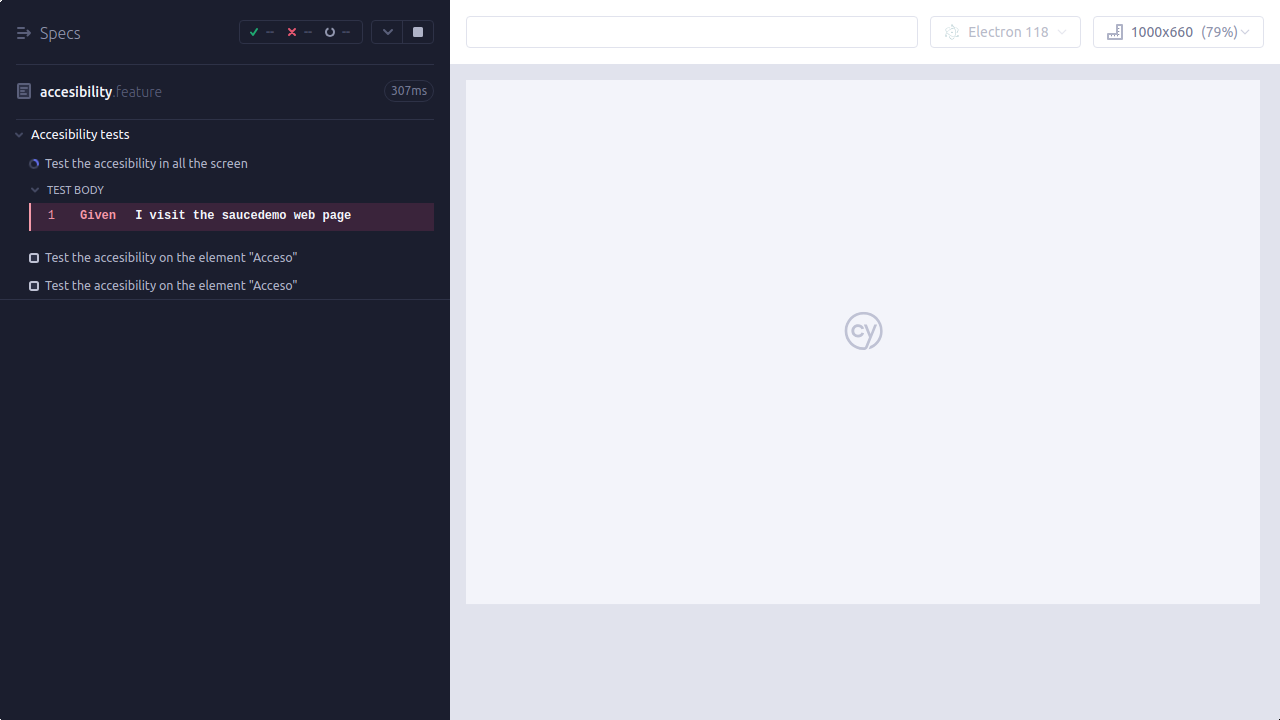 Specs
-- -- --
accesibility.feature 307ms
Accesibility tests
Test the accesibility in all the screen
TEST BODY
1 Given I visit the saucedemo web page
Test the accesibility on the element "Acceso"
Test the accesibility on the element "Acceso"
Electron 118
1000x660 (79%)
cy